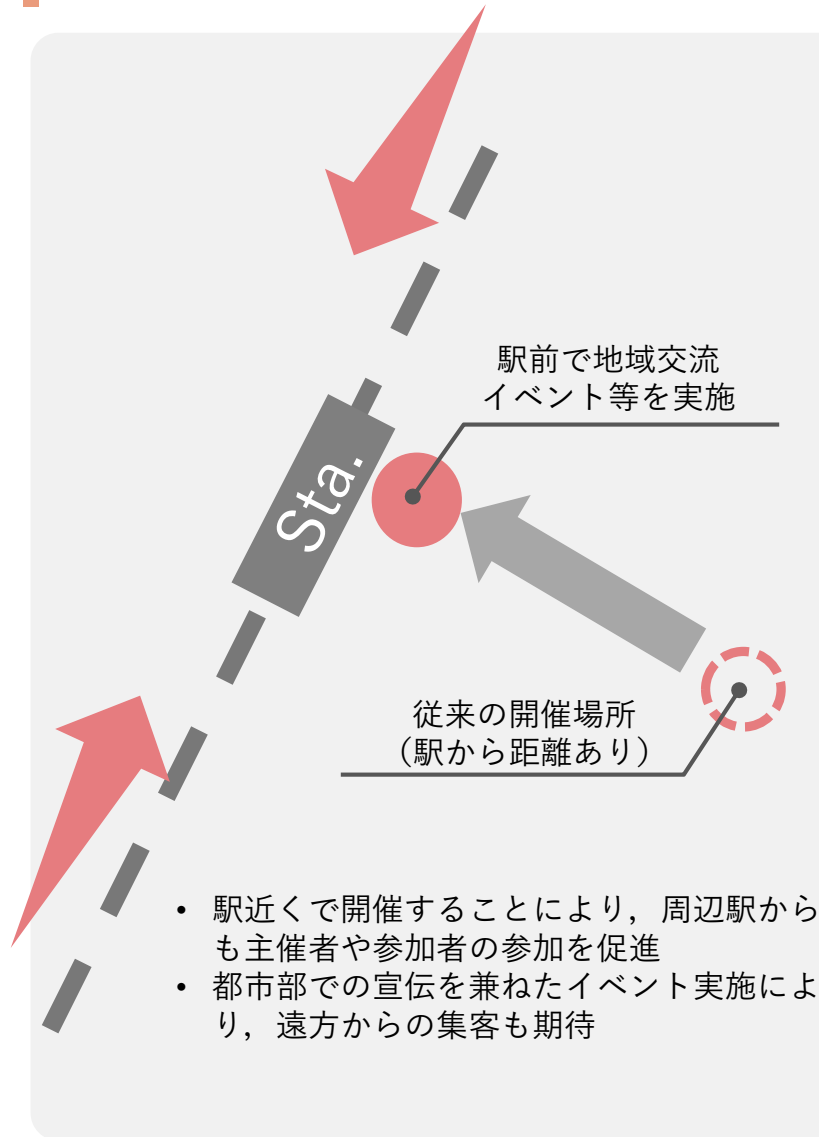 駅前で地域交流
イベント等を実施
Sta.
従来の開催場所
（駅から距離あり）
• 駅近くで開催することにより，周辺駅から
も主催者や参加者の参加を促進
• 都市部での宣伝を兼ねたイベント実施によ
り，遠方からの集客も期待